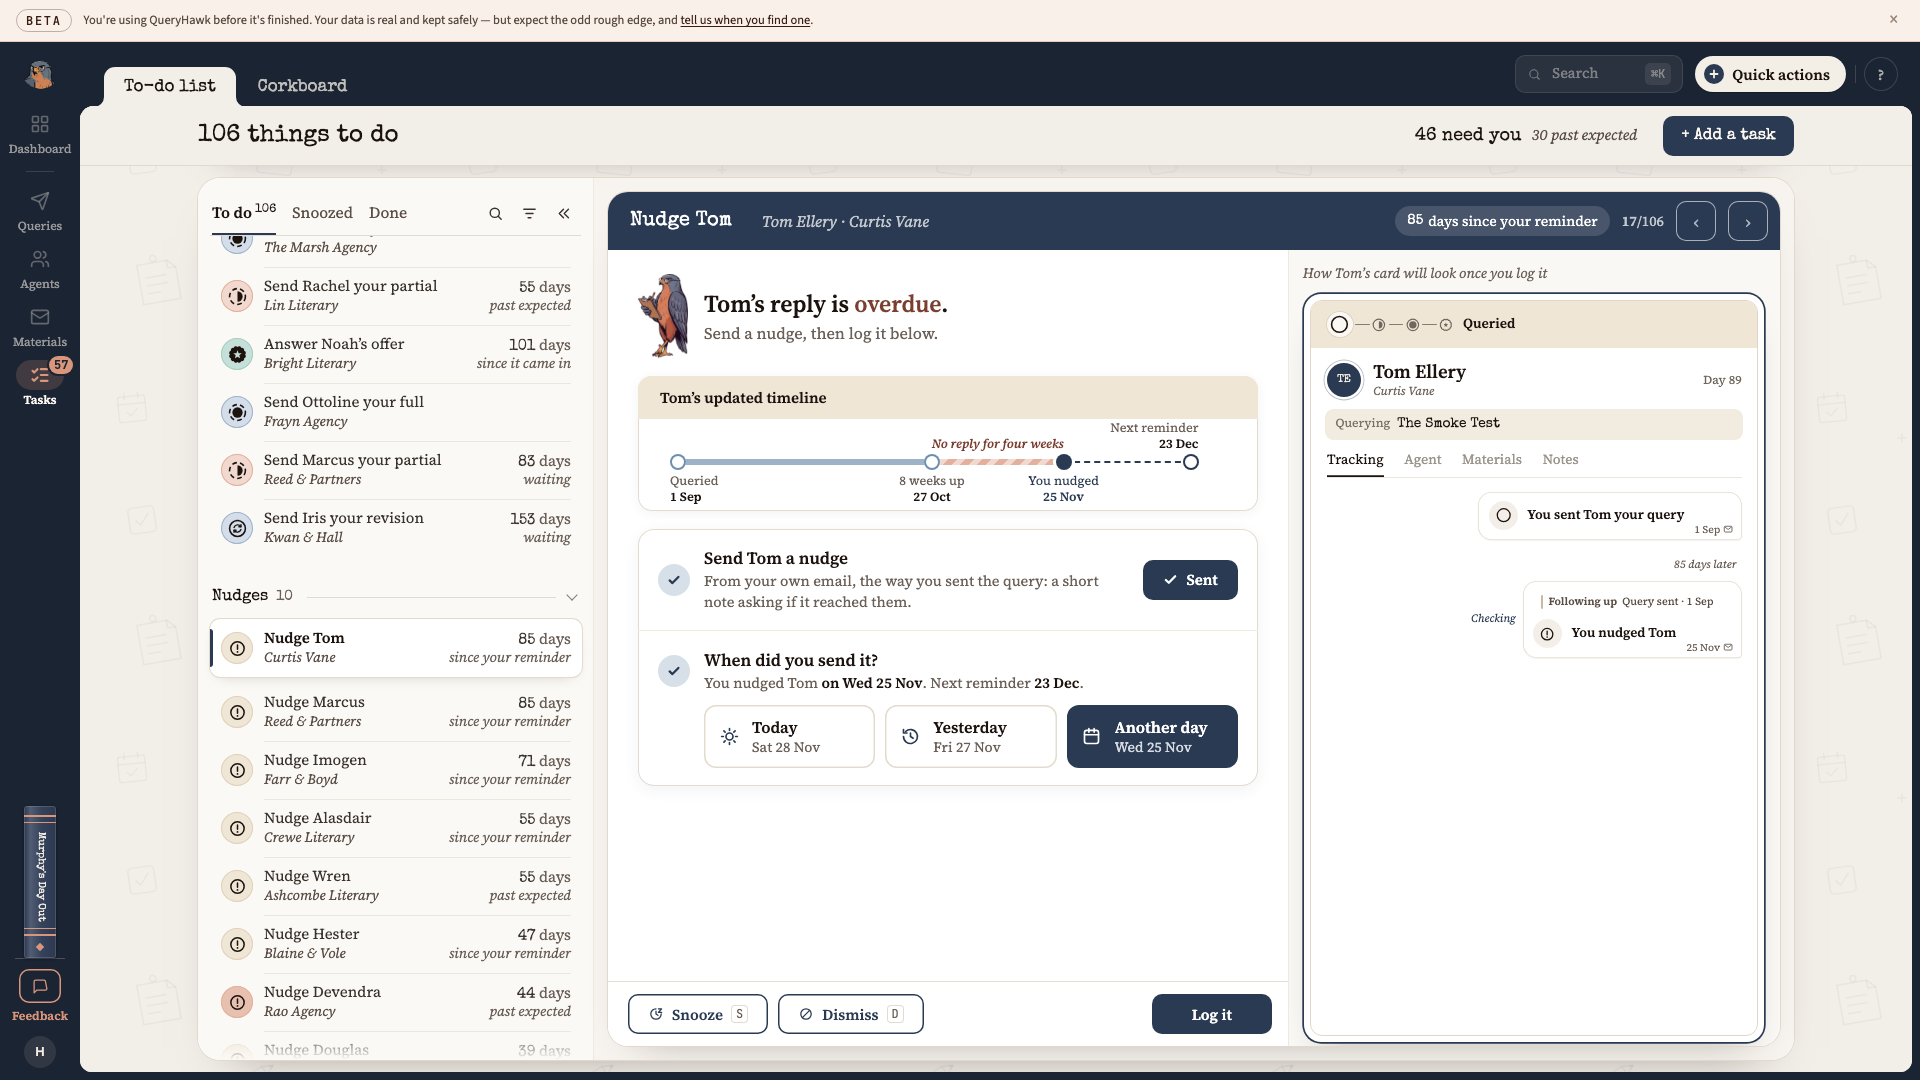 BETA
You're using QueryHawk before it's finished. Your data is real and kept safely — but expect the odd rough edge, and tell us when you find one.
×
To-do list
Corkboard
Search
⌘K
+ Quick actions
?
106 things to do
46 need you
30 past expected
+ Add a task
Dashboard
Queries
Agents
Materials
57
Tasks
Murphy's Day Out
Feedback
H
To do 106
Snoozed
Done
The Marsh Agency
Send Rachel your partial
55 days
Lin Literary
past expected
Answer Noah's offer
101 days
Bright Literary
since it came in
Send Ottoline your full
Frayn Agency
Send Marcus your partial
83 days
Reed & Partners
waiting
Send Iris your revision
153 days
Kwan & Hall
waiting
Nudges 10
Nudge Tom
85 days
Curtis Vane
since your reminder
Nudge Marcus
85 days
Reed & Partners
since your reminder
Nudge Imogen
71 days
Farr & Boyd
since your reminder
Nudge Alasdair
55 days
Crewe Literary
since your reminder
Nudge Wren
55 days
Ashcombe Literary
past expected
Nudge Hester
47 days
Blaine & Vole
since your reminder
Nudge Devendra
44 days
Rao Agency
past expected
Nudge Douglas
39 days
Nudge Tom
Tom Ellery · Curtis Vane
85 days since your reminder
17/106
‹
›
Tom's reply is overdue.
Send a nudge, then log it below.
Tom's updated timeline
Next reminder
23 Dec
No reply for four weeks
Queried
1 Sep
8 weeks up
27 Oct
You nudged
25 Nov
Send Tom a nudge
From your own email, the way you sent the query: a short
note asking if it reached them.
Sent
When did you send it?
You nudged Tom on Wed 25 Nov. Next reminder 23 Dec.
Today
Sat 28 Nov
Yesterday
Fri 27 Nov
Another day
Wed 25 Nov
Snooze S
Dismiss D
Log it
How Tom's card will look once you log it
Queried
TE
Tom Ellery
Curtis Vane
Day 89
Querying The Smoke Test
Tracking
Agent
Materials
Notes
You sent Tom your query
1 Sep
85 days later
Checking
Following up Query sent · 1 Sep
You nudged Tom
25 Nov